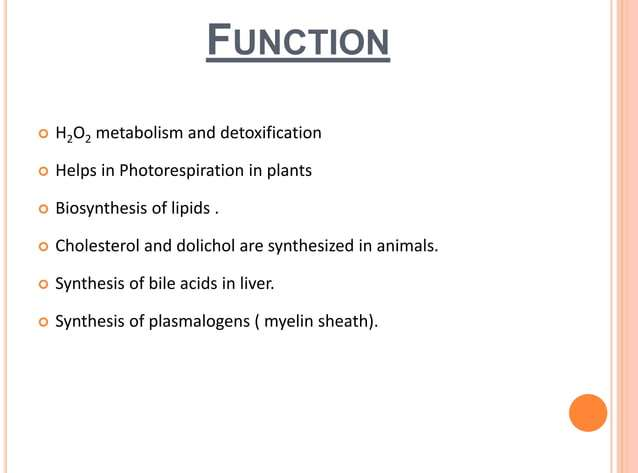 FUNCTION
H₂O₂ metabolism and detoxification
Helps in Photorespiration in plants
Biosynthesis of lipids .
Cholesterol and dolichol are synthesized in animals.
Synthesis of bile acids in liver.
Synthesis of plasmalogens ( myelin sheath).